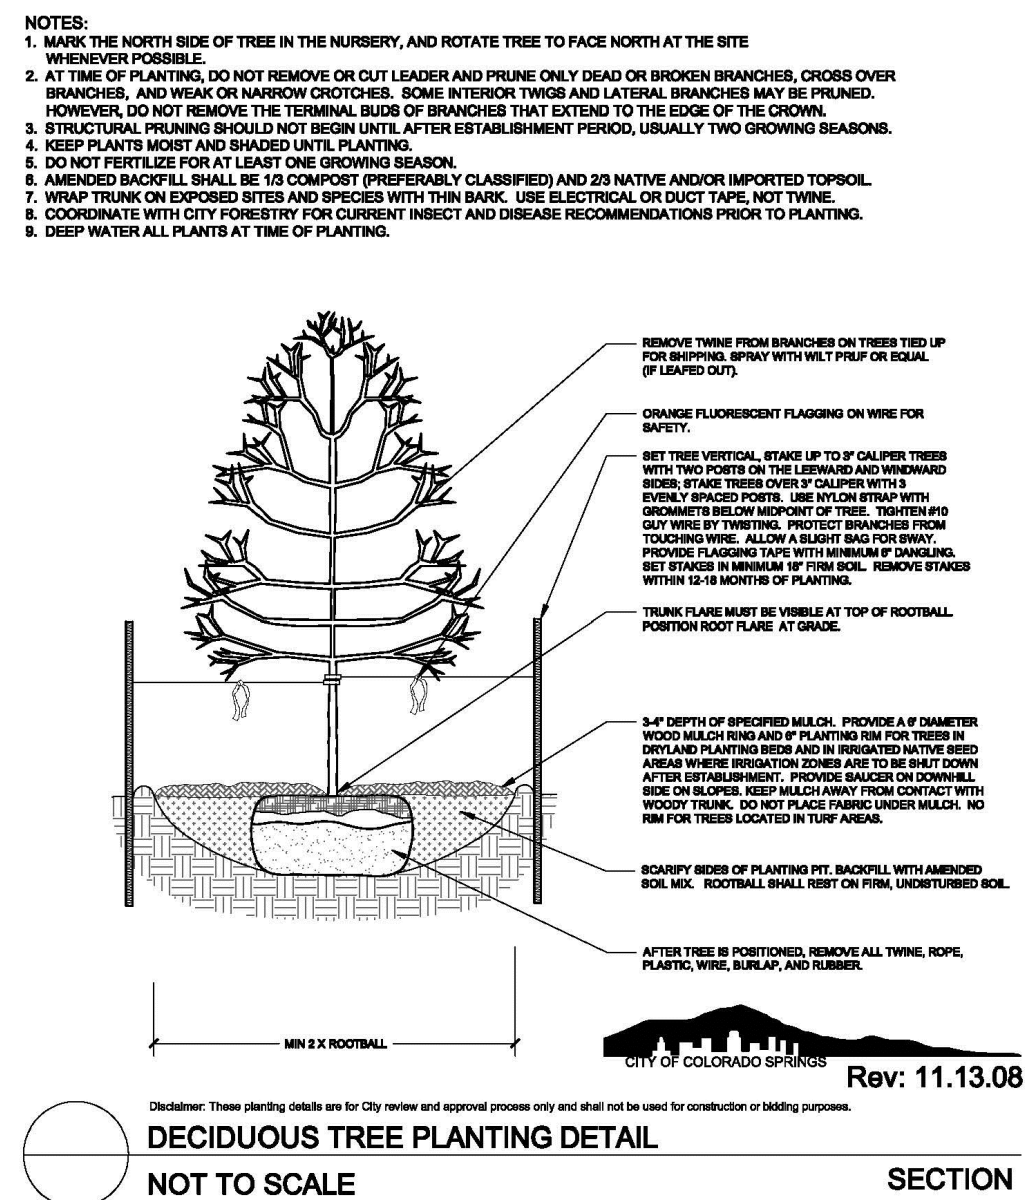 NOTES:
1. MARK THE NORTH SIDE OF TREE IN THE NURSERY, AND ROTATE TREE TO FACE NORTH AT THE SITE
WHENEVER POSSIBLE.
2. AT TIME OF PLANTING, DO NOT REMOVE OR CUT LEADER AND PRUNE ONLY DEAD OR BROKEN BRANCHES, CROSS OVER
BRANCHES, AND WEAK OR NARROW CROTCHES. SOME INTERIOR TWIGS AND LATERAL BRANCHES MAY BE PRUNED.
HOWEVER, DO NOT REMOVE THE TERMINAL BUDS OF BRANCHES THAT EXTEND TO THE EDGE OF THE CROWN.
3. STRUCTURAL PRUNING SHOULD NOT BEGIN UNTIL AFTER ESTABLISHMENT PERIOD, USUALLY TWO GROWING SEASONS.
4. KEEP PLANTS MOIST AND SHADED UNTIL PLANTING.
5. DO NOT FERTILIZE FOR AT LEAST ONE GROWING SEASON.
6. AMENDED BACKFILL SHALL BE 1/3 COMPOST (PREFERABLY CLASSIFIED) AND 2/3 NATIVE AND/OR IMPORTED TOPSOIL.
7. WRAP TRUNK ON EXPOSED SITES AND SPECIES WITH THIN BARK. USE ELECTRICAL OR DUCT TAPE, NOT TWINE.
8. COORDINATE WITH CITY FORESTRY FOR CURRENT INSECT AND DISEASE RECOMMENDATIONS PRIOR TO PLANTING.
9. DEEP WATER ALL PLANTS AT TIME OF PLANTING.
REMOVE TWINE FROM BRANCHES ON TREES TIED UP
FOR SHIPPING. SPRAY WITH WILT PRUF OR EQUAL
(IF LEAFED OUT).
ORANGE FLUORESCENT FLAGGING ON WIRE FOR
SAFETY.
SET TREE VERTICAL, STAKE UP TO 3" CALIPER TREES
WITH TWO POSTS ON THE LEEWARD AND WINDWARD
SIDES; STAKE TREES OVER 3" CALIPER WITH 3
EVENLY SPACED POSTS. USE NYLON STRAP WITH
GROMMETS BELOW MIDPOINT OF TREE. TIGHTEN #10
GUY WIRE BY TWISTING. PROTECT BRANCHES FROM
TOUCHING WIRE. ALLOW A SLIGHT SAG FOR SWAY.
PROVIDE FLAGGING TAPE WITH MINIMUM 6" DANGLING.
SET STAKES IN MINIMUM 18" FIRM SOIL. REMOVE STAKES
WITHIN 12-18 MONTHS OF PLANTING.
TRUNK FLARE MUST BE VISIBLE AT TOP OF ROOTBALL.
POSITION ROOT FLARE AT GRADE.
3-4" DEPTH OF SPECIFIED MULCH. PROVIDE A 6' DIAMETER
WOOD MULCH RING AND 6" PLANTING RIM FOR TREES IN
DRYLAND PLANTING BEDS AND IN IRRIGATED NATIVE SEED
AREAS WHERE IRRIGATION ZONES ARE TO BE SHUT DOWN
AFTER ESTABLISHMENT. PROVIDE SAUCER ON DOWNHILL
SIDE ON SLOPES. KEEP MULCH AWAY FROM CONTACT WITH
WOODY TRUNK. DO NOT PLACE FABRIC UNDER MULCH. NO
RIM FOR TREES LOCATED IN TURF AREAS.
SCARIFY SIDES OF PLANTING PIT. BACKFILL WITH AMENDED
SOIL MIX. ROOTBALL SHALL REST ON FIRM, UNDISTURBED SOIL.
AFTER TREE IS POSITIONED, REMOVE ALL TWINE, ROPE,
PLASTIC, WIRE, BURLAP, AND RUBBER.
MIN 2 X ROOTBALL
CITY OF COLORADO SPRINGS
Rev: 11.13.08
Disclaimer: These planting details are for City review and approval process only and shall not be used for construction or bidding purposes.
DECIDUOUS TREE PLANTING DETAIL
NOT TO SCALE
SECTION